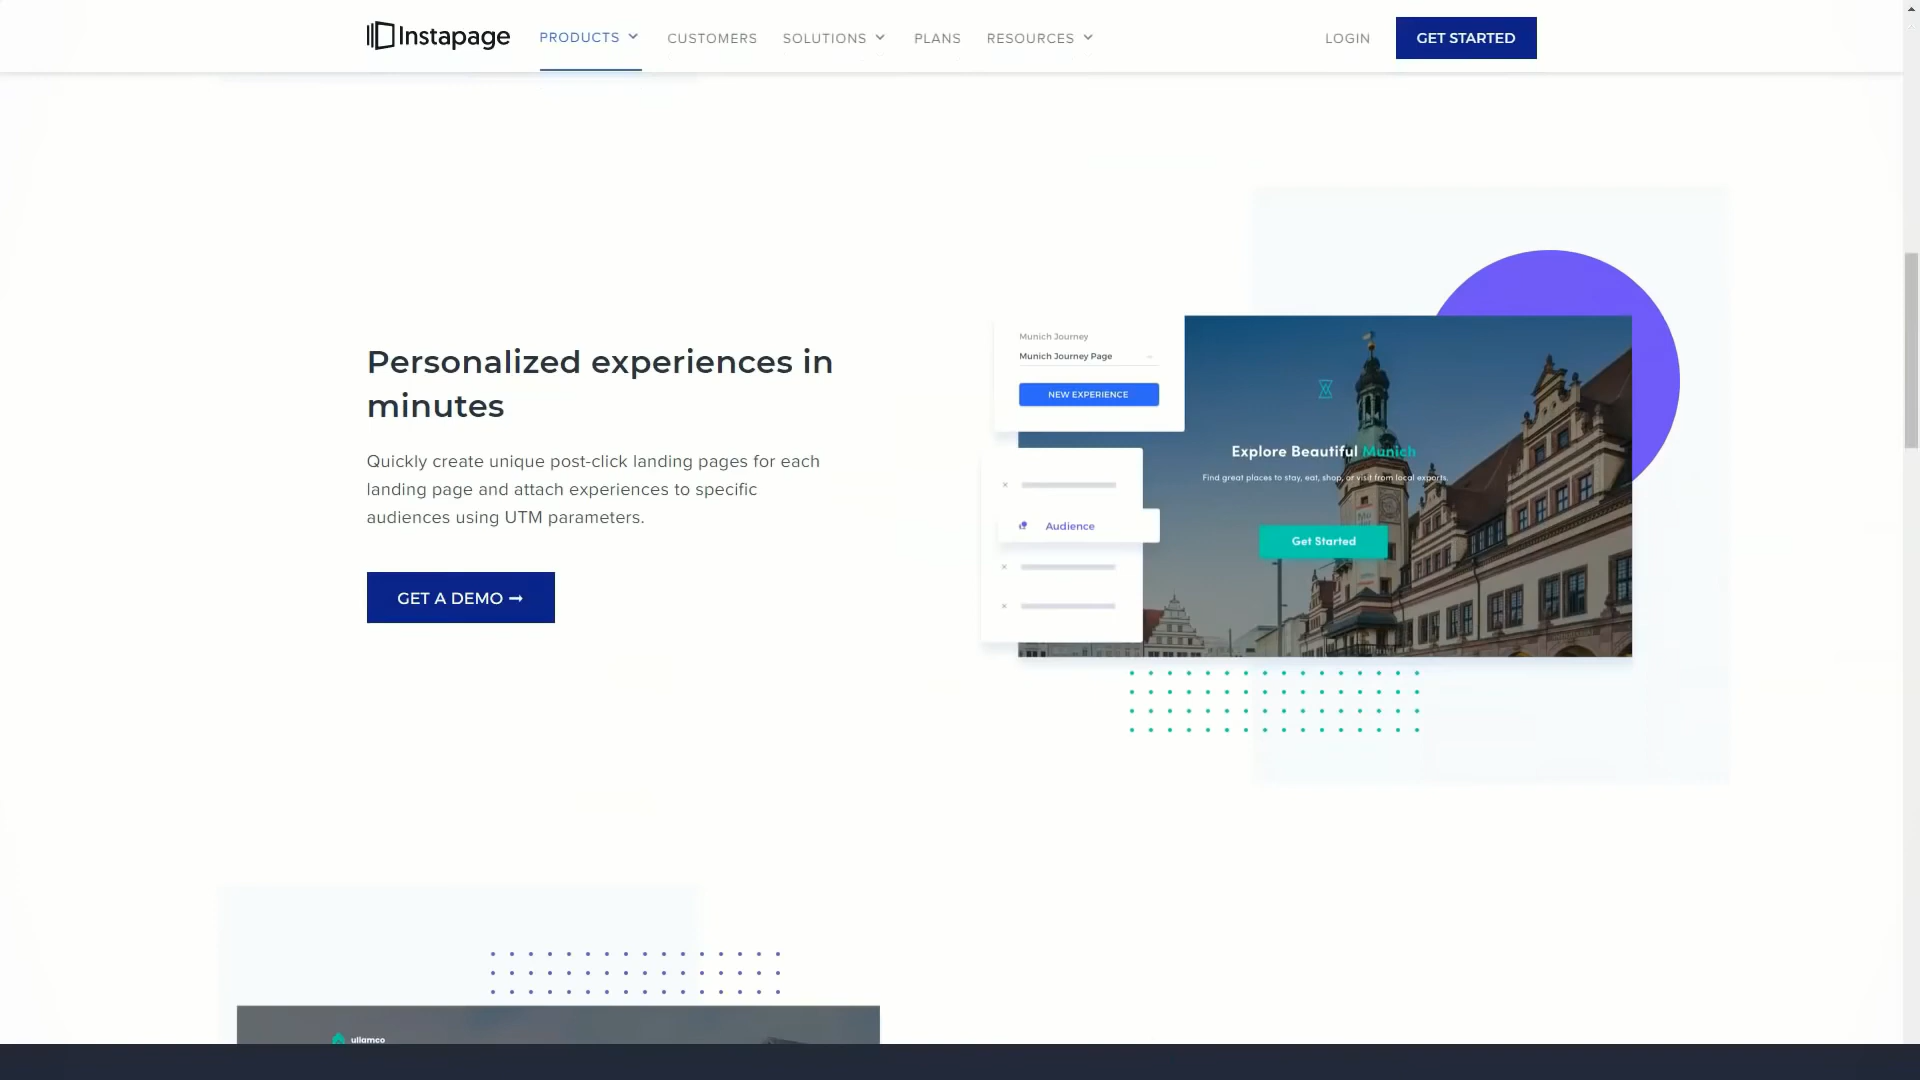 Instapage
PRODUCTS
CUSTOMERS
SOLUTIONS
PLANS
RESOURCES
LOGIN
GET STARTED
Personalized experiences in
minutes
Quickly create unique post-click landing pages for each
landing page and attach experiences to specific
audiences using UTM parameters.
GET A DEMO →
Munich Journey
Munich Journey Page
NEW EXPERIENCE
Audience
Explore Beautiful Munich
Find great places to stay, eat, shop, or visit from local exports.
Get Started
ullamco